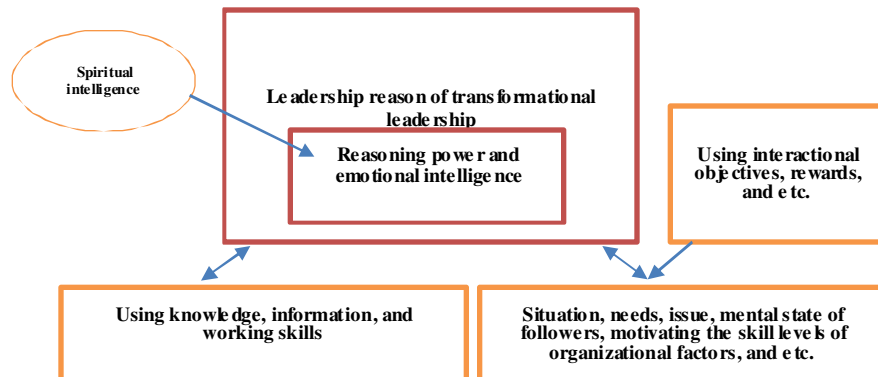 Spiritual
intelligence
Leadership reason of transformational
leadership
Reasoning power and
emotional intelligence
Using interactional
objectives, rewards,
and etc.
Using knowledge, information, and
working skills
Situation, needs, issue, mental state of
followers, motivating the skill levels of
organizational factors, and etc.